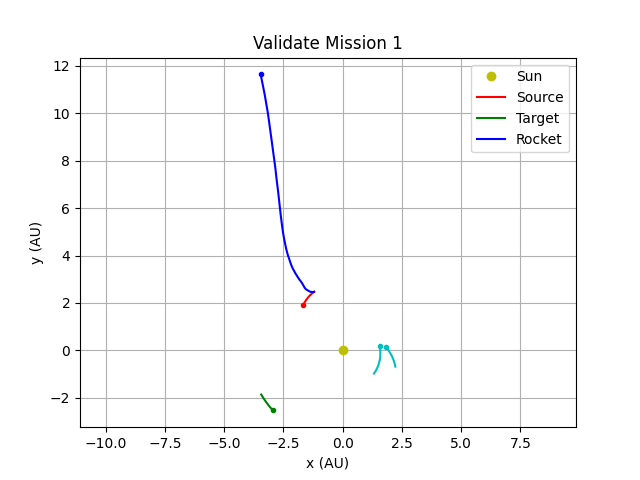 Validate Mission 1
Sun
Source
Target
Rocket
12
10
8
6
4
2
0
−2
y (AU)
−10.0
−7.5
−5.0
−2.5
0.0
2.5
5.0
7.5
x (AU)